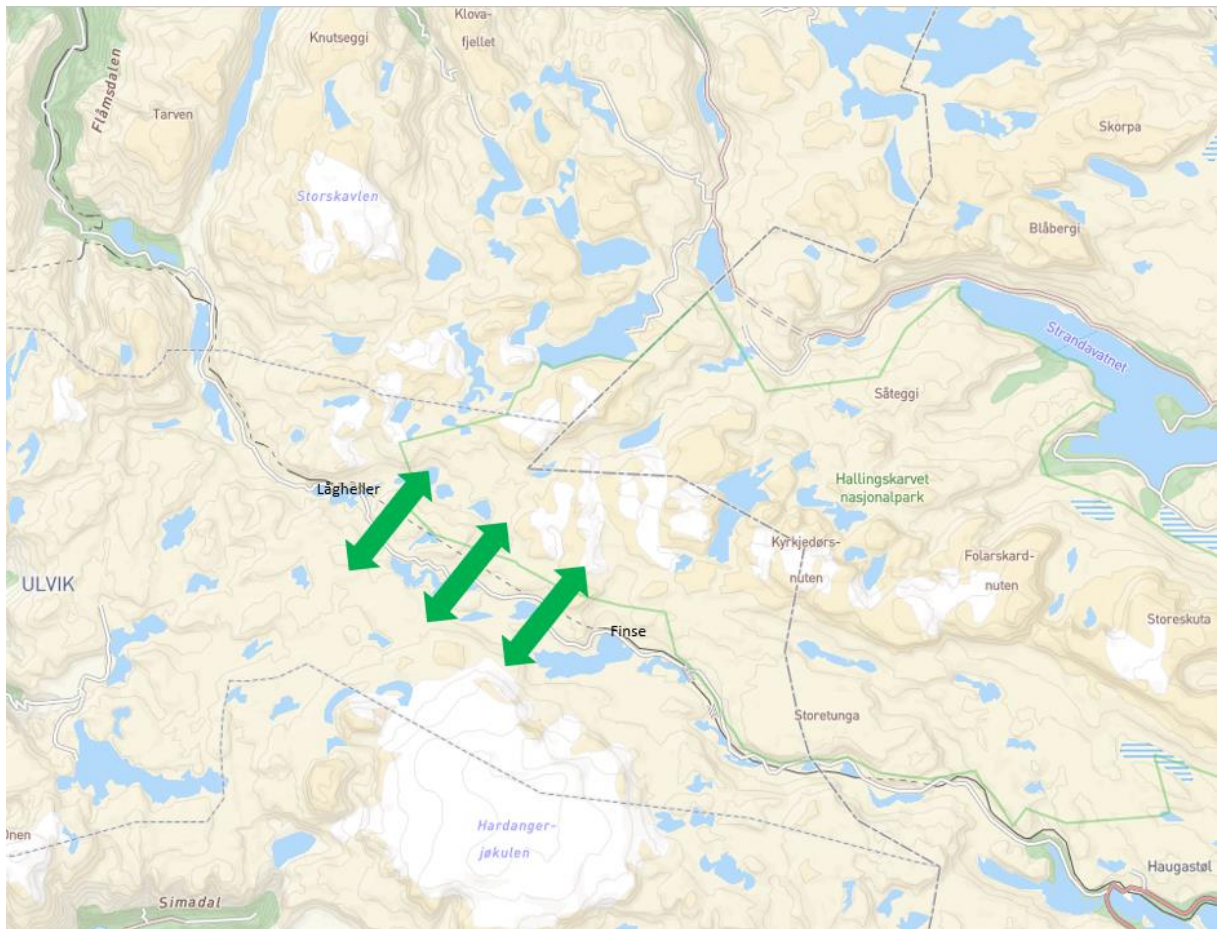 Knutseggi
Klova-
fjellet
Flåmsdalen
Tarven
Skorpa
Storskavlen
Blåbergi
Strandavatnet
Såteggi
Lågheller
Hallingskarvet
nasjonalpark
Kyrkjedørs-
nuten
Folarskard-
nuten
ULVIK
Storeskuta
Finse
Storetunga
Hardanger-
jøkulen
Onen
Haugastøl
Simadal